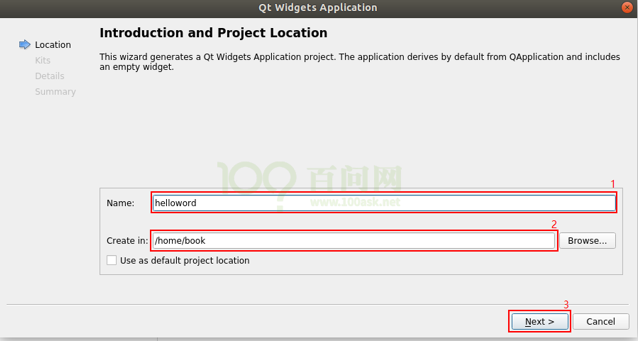 Qt Widgets Application
Location
Kits
Details
Summary
Introduction and Project Location
This wizard generates a Qt Widgets Application project. The application derives by default from QApplication and includes
an empty widget.
100 百问网
www.100ask.net
1
Name: helloword
2
Create in: /home/book Browse...
Use as default project location
3
Next > Cancel